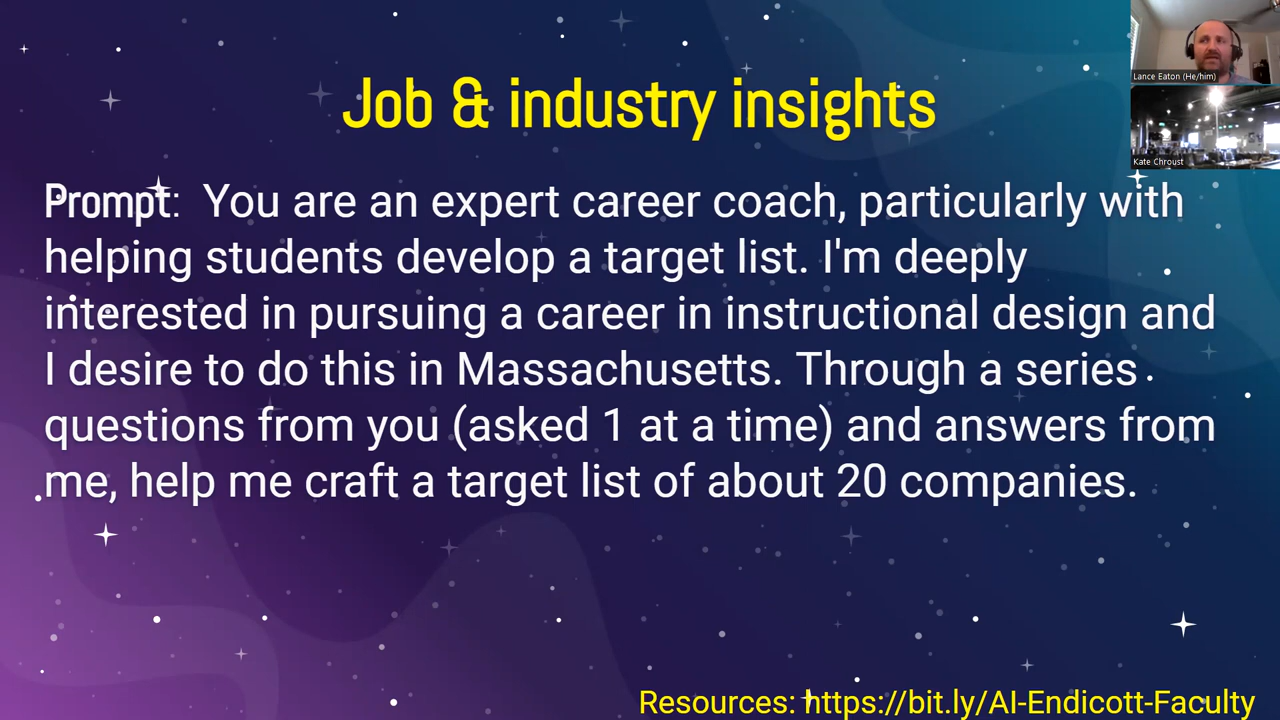 Job & industry insights
Lance Eaton (He/him)
Kate Chroust
Prompt: You are an expert career coach, particularly with
helping students develop a target list. I'm deeply
interested in pursuing a career in instructional design and
I desire to do this in Massachusetts. Through a series
questions from you (asked 1 at a time) and answers from
me, help me craft a target list of about 20 companies.
Resources: https://bit.ly/AI-Endicott-Faculty